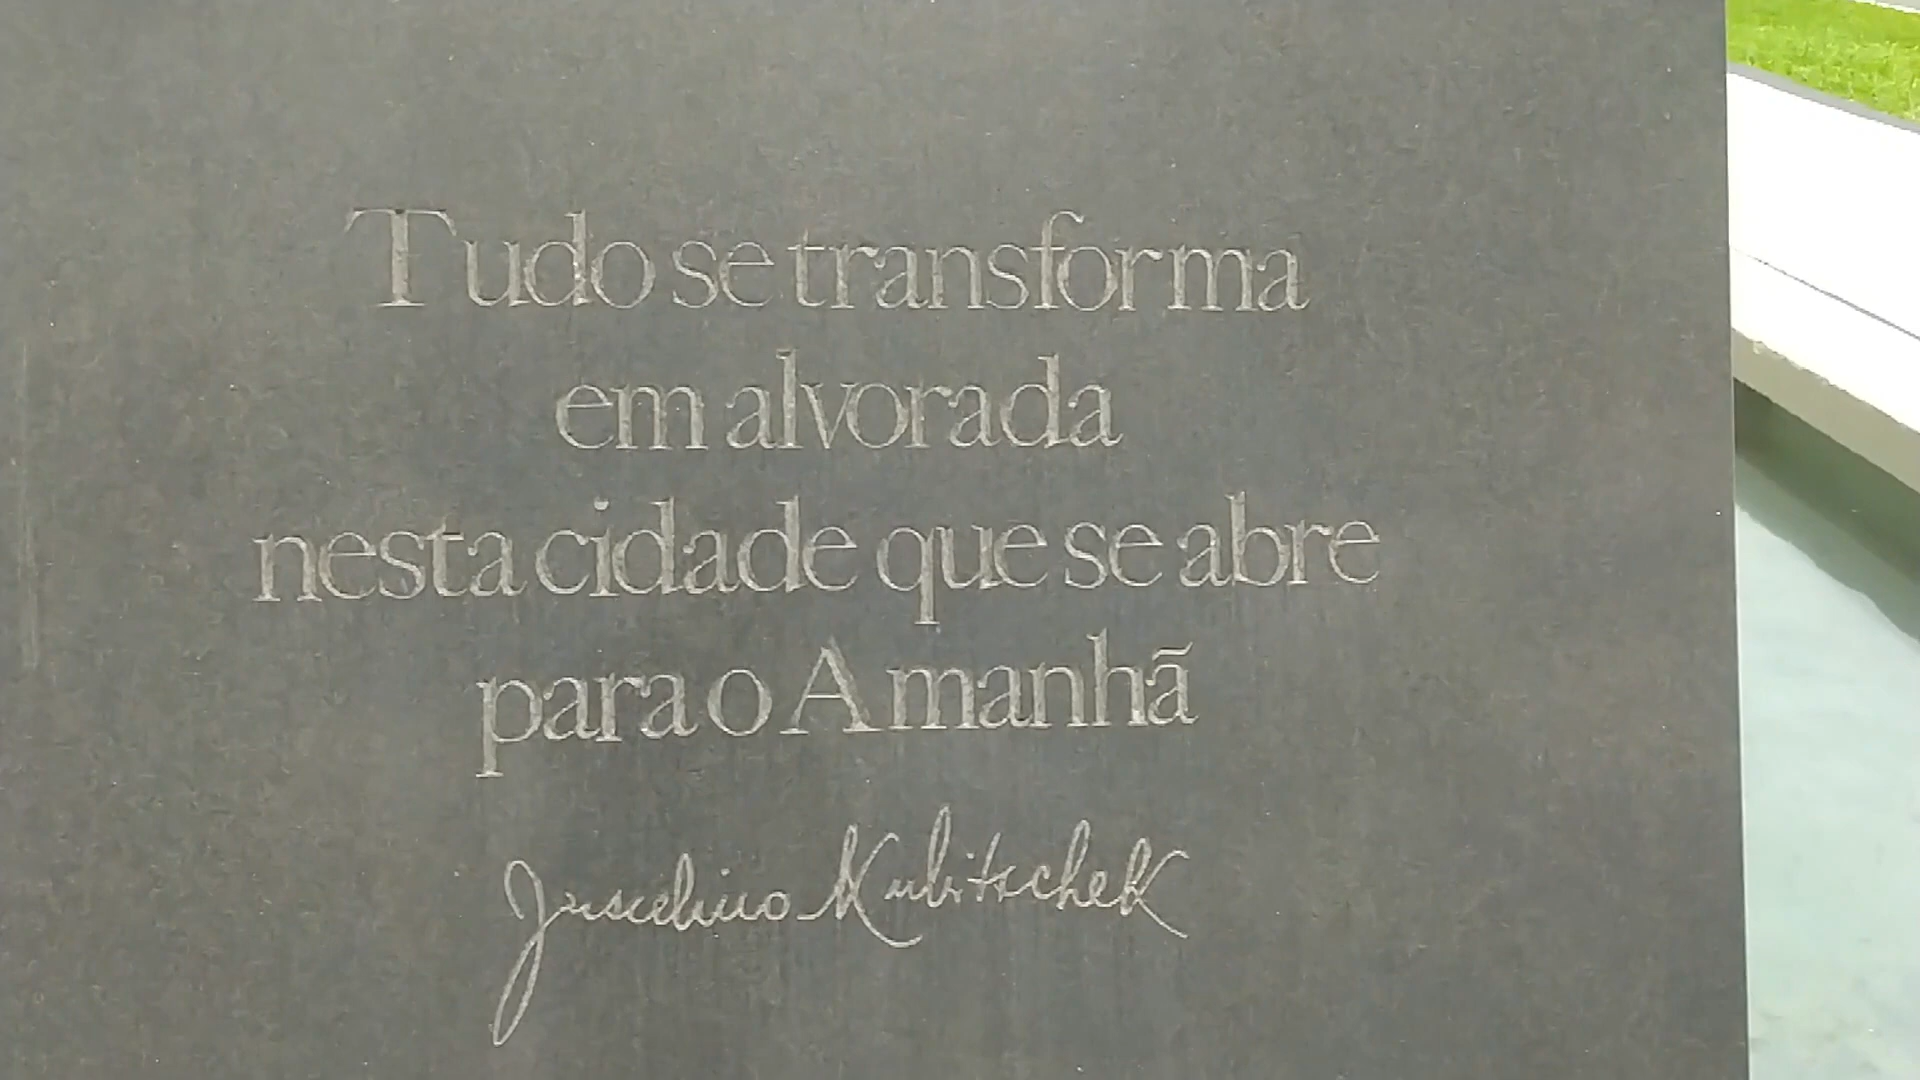 Tudo se transforma
em alvorada
nesta cidade que se abre
para o Amanhã
Juscelino Kubitschek